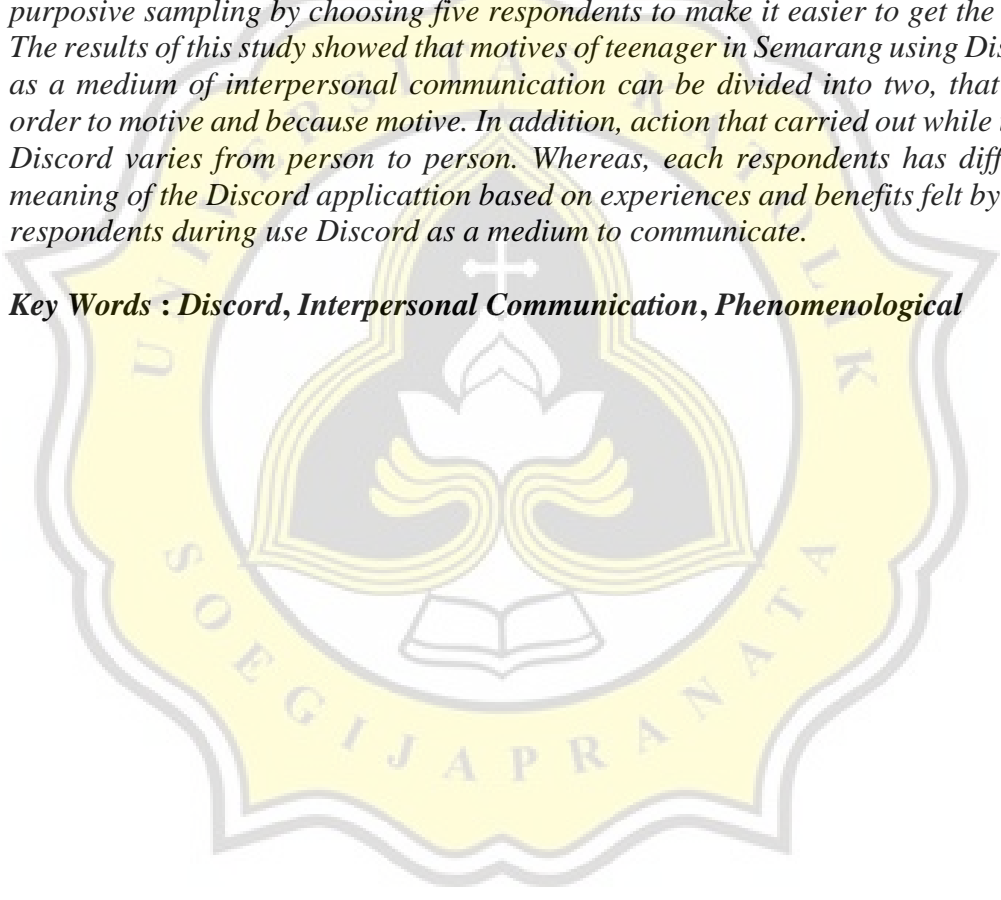 purposive sampling by choosing five respondents to make it easier to get the
The results of this study showed that motives of teenager in Semarang using Dis
as a medium of interpersonal communication can be divided into two, that
order to motive and because motive. In addition, action that carried out while
Discord varies from person to person. Whereas, each respondents has diff
meaning of the Discord applicattion based on experiences and benefits felt by
respondents during use Discord as a medium to communicate.
Key Words : Discord, Interpersonal Communication, Phenomenological
UNIVERSITAS KATOLIK
SOEGIJAPRANATA